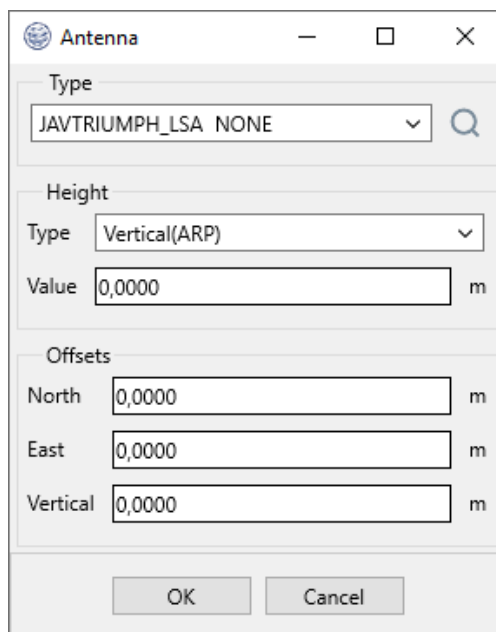 Antenna
Type
JAVTRIUMPH_LSA NONE
Height
Type Vertical(ARP)
Value 0,0000 m
Offsets
North 0,0000 m
East 0,0000 m
Vertical 0,0000 m
OK Cancel